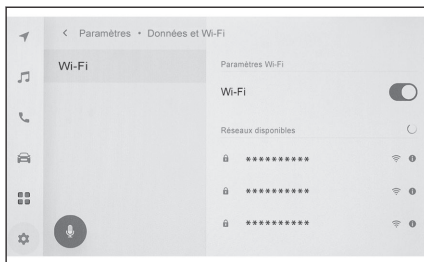 < Paramètres • Données et Wi-Fi
Wi-Fi
Paramètres Wi-Fi
Wi-Fi
Réseaux disponibles
**********
**********
**********